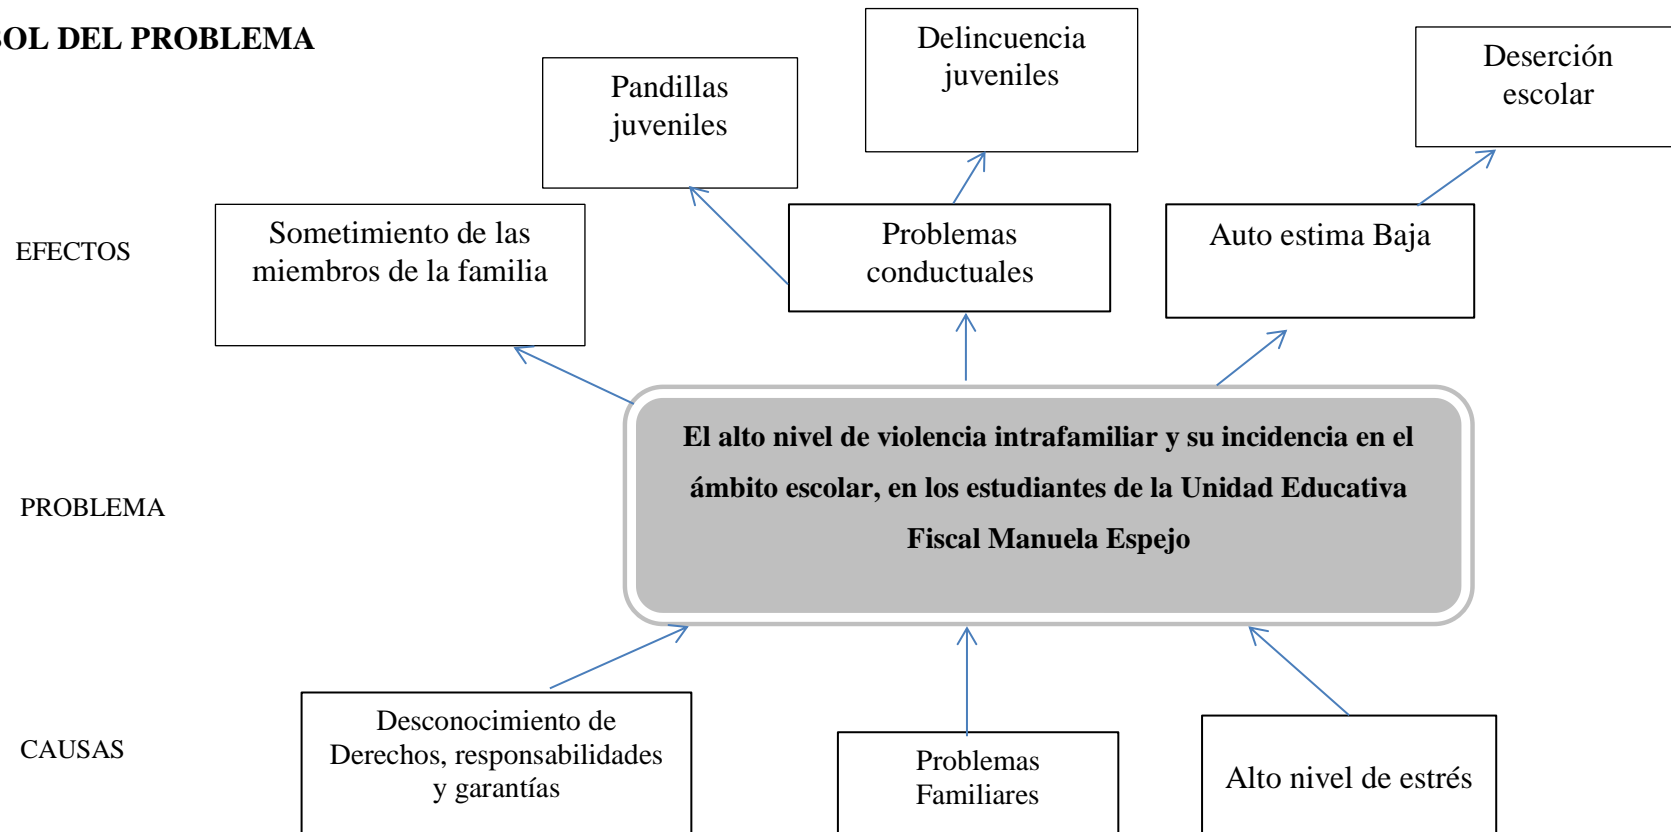 BOL DEL PROBLEMA
Delincuencia
juveniles
Deserción
escolar
Pandillas
juveniles
EFECTOS
Sometimiento de las
miembros de la familia
Problemas
conductuales
Auto estima Baja
PROBLEMA
El alto nivel de violencia intrafamiliar y su incidencia en el
ámbito escolar, en los estudiantes de la Unidad Educativa
Fiscal Manuela Espejo
CAUSAS
Desconocimiento de
Derechos, responsabilidades
y garantías
Problemas
Familiares
Alto nivel de estrés